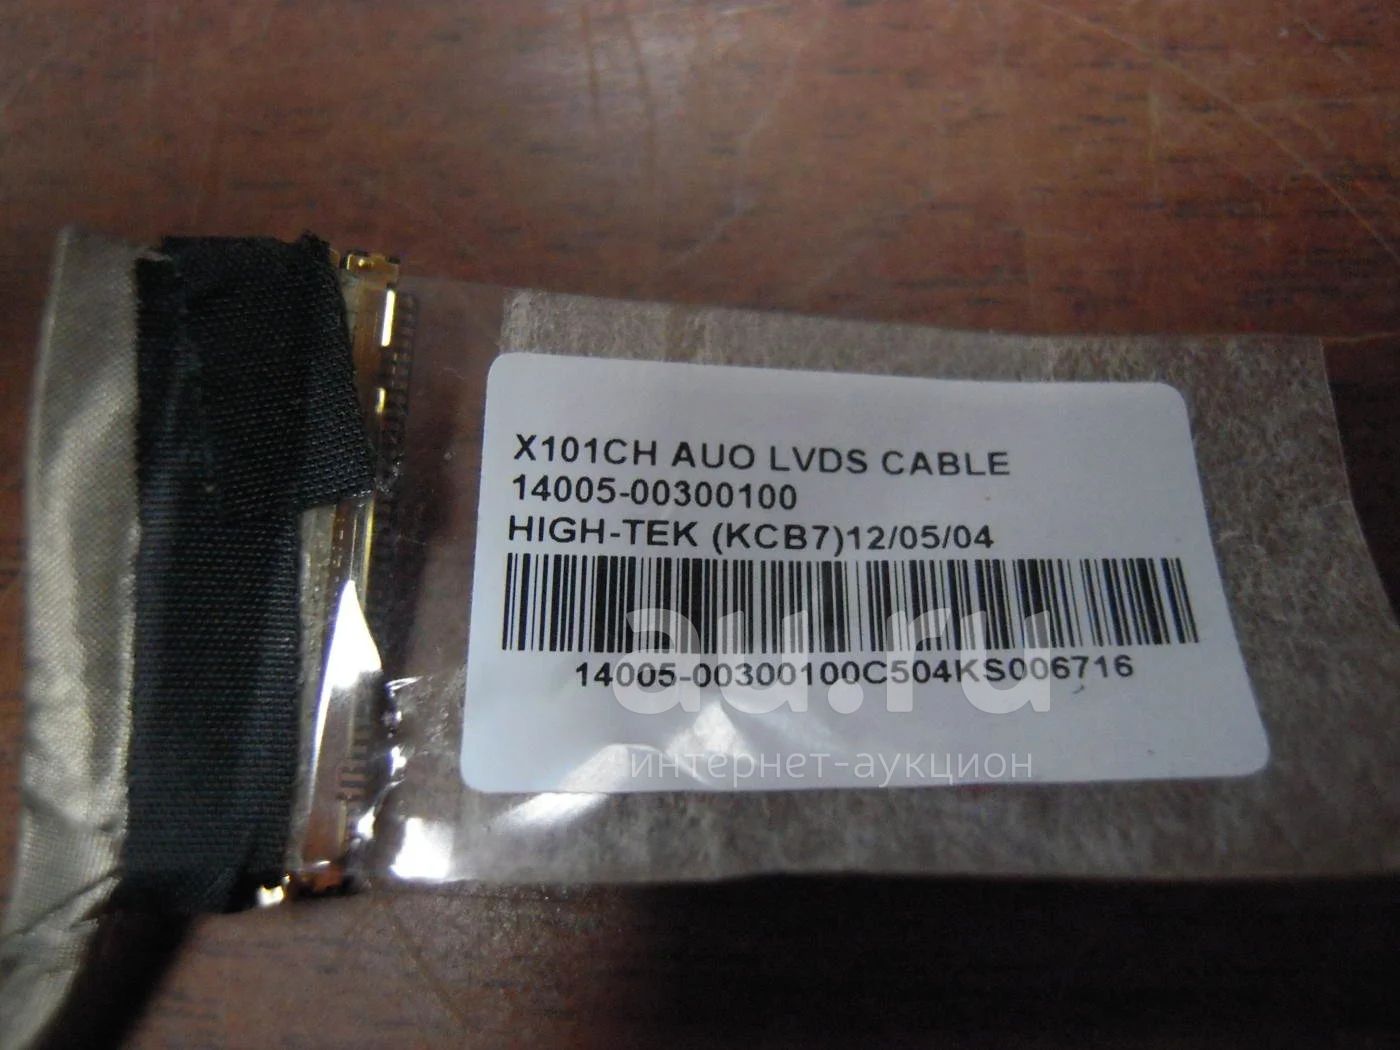 X101CH AUO LVDS CABLE
14005-00300100
HIGH-TEK (KCB7)12/05/04
14005-00300100C504KS006716
au.ru
интернет-аукцион